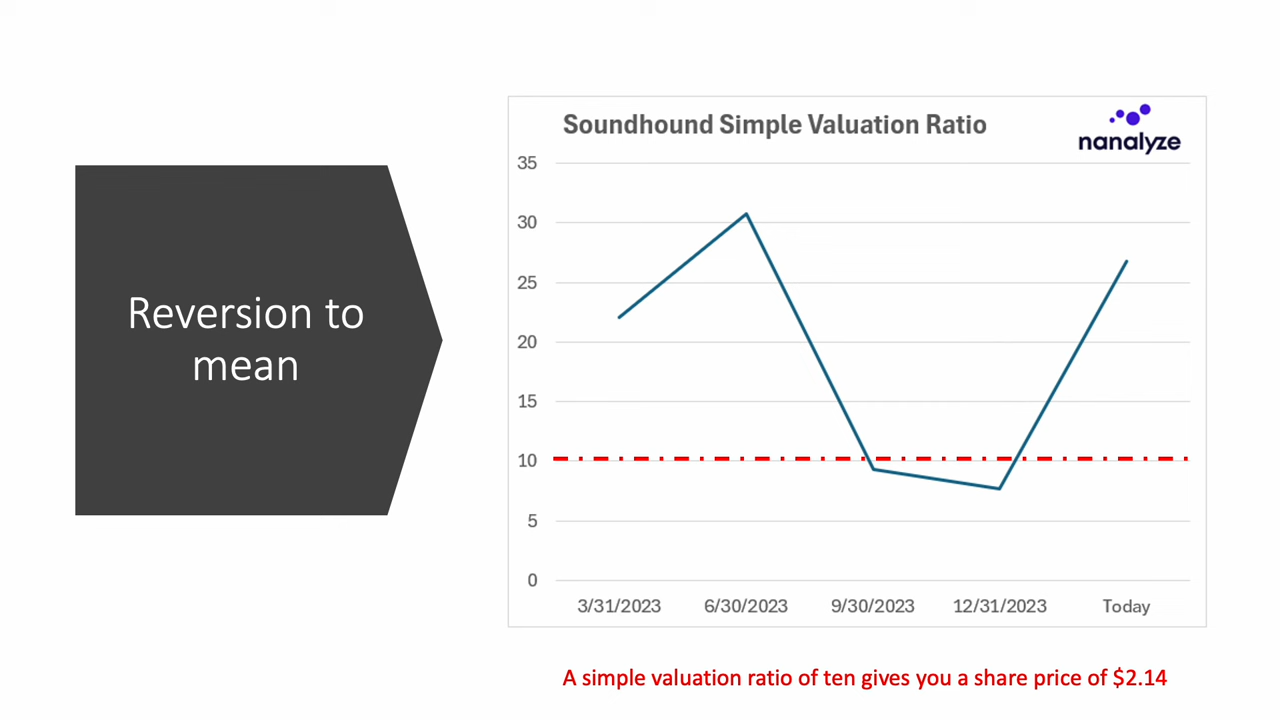 Reversion to
mean
Soundhound Simple Valuation Ratio
nanalyze
35
30
25
20
15
10
5
0
3/31/2023 6/30/2023 9/30/2023 12/31/2023 Today
A simple valuation ratio of ten gives you a share price of $2.14